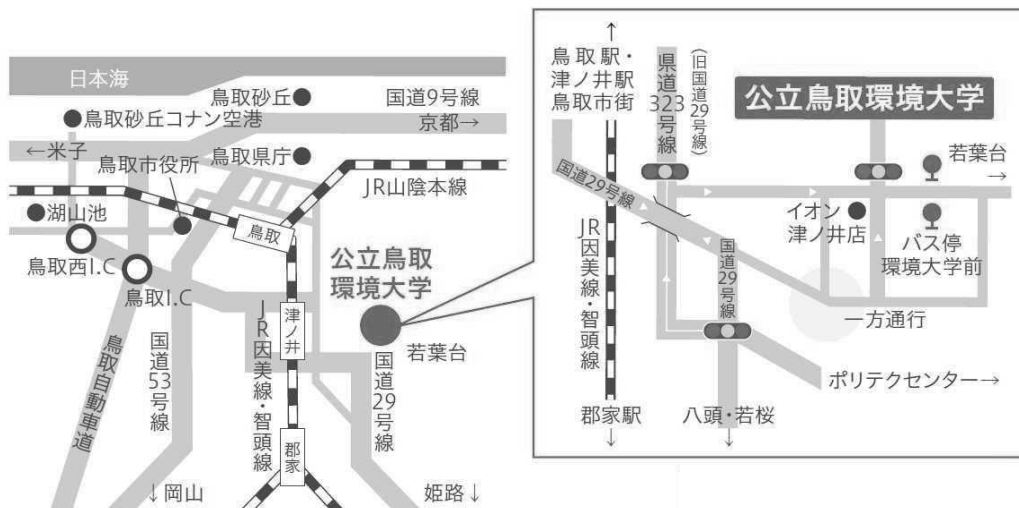 日本海
鳥取砂丘
国道9号線
鳥取砂丘コナン空港
京都→
←米子
鳥取市役所
鳥取県庁
JR山陰本線
湖山池
鳥取
鳥取西I.C
鳥取I.C
公立鳥取
環境大学
津ノ井
若葉台
鳥取自動車道
国道53号線
JR因美線・智頭線
国道29号線
郡家
↓岡山
姫路↓
↑
鳥取駅・
津ノ井駅
鳥取市街
県道
323
号線
(旧国道29号線)
公立鳥取環境大学
若葉台
→
国道29号線
イオン
津ノ井店
バス停
環境大学前
JR因美線・智頭線
国道29号線
一方通行
ポリテクセンター→
郡家駅
↓
八頭・若桜
↓